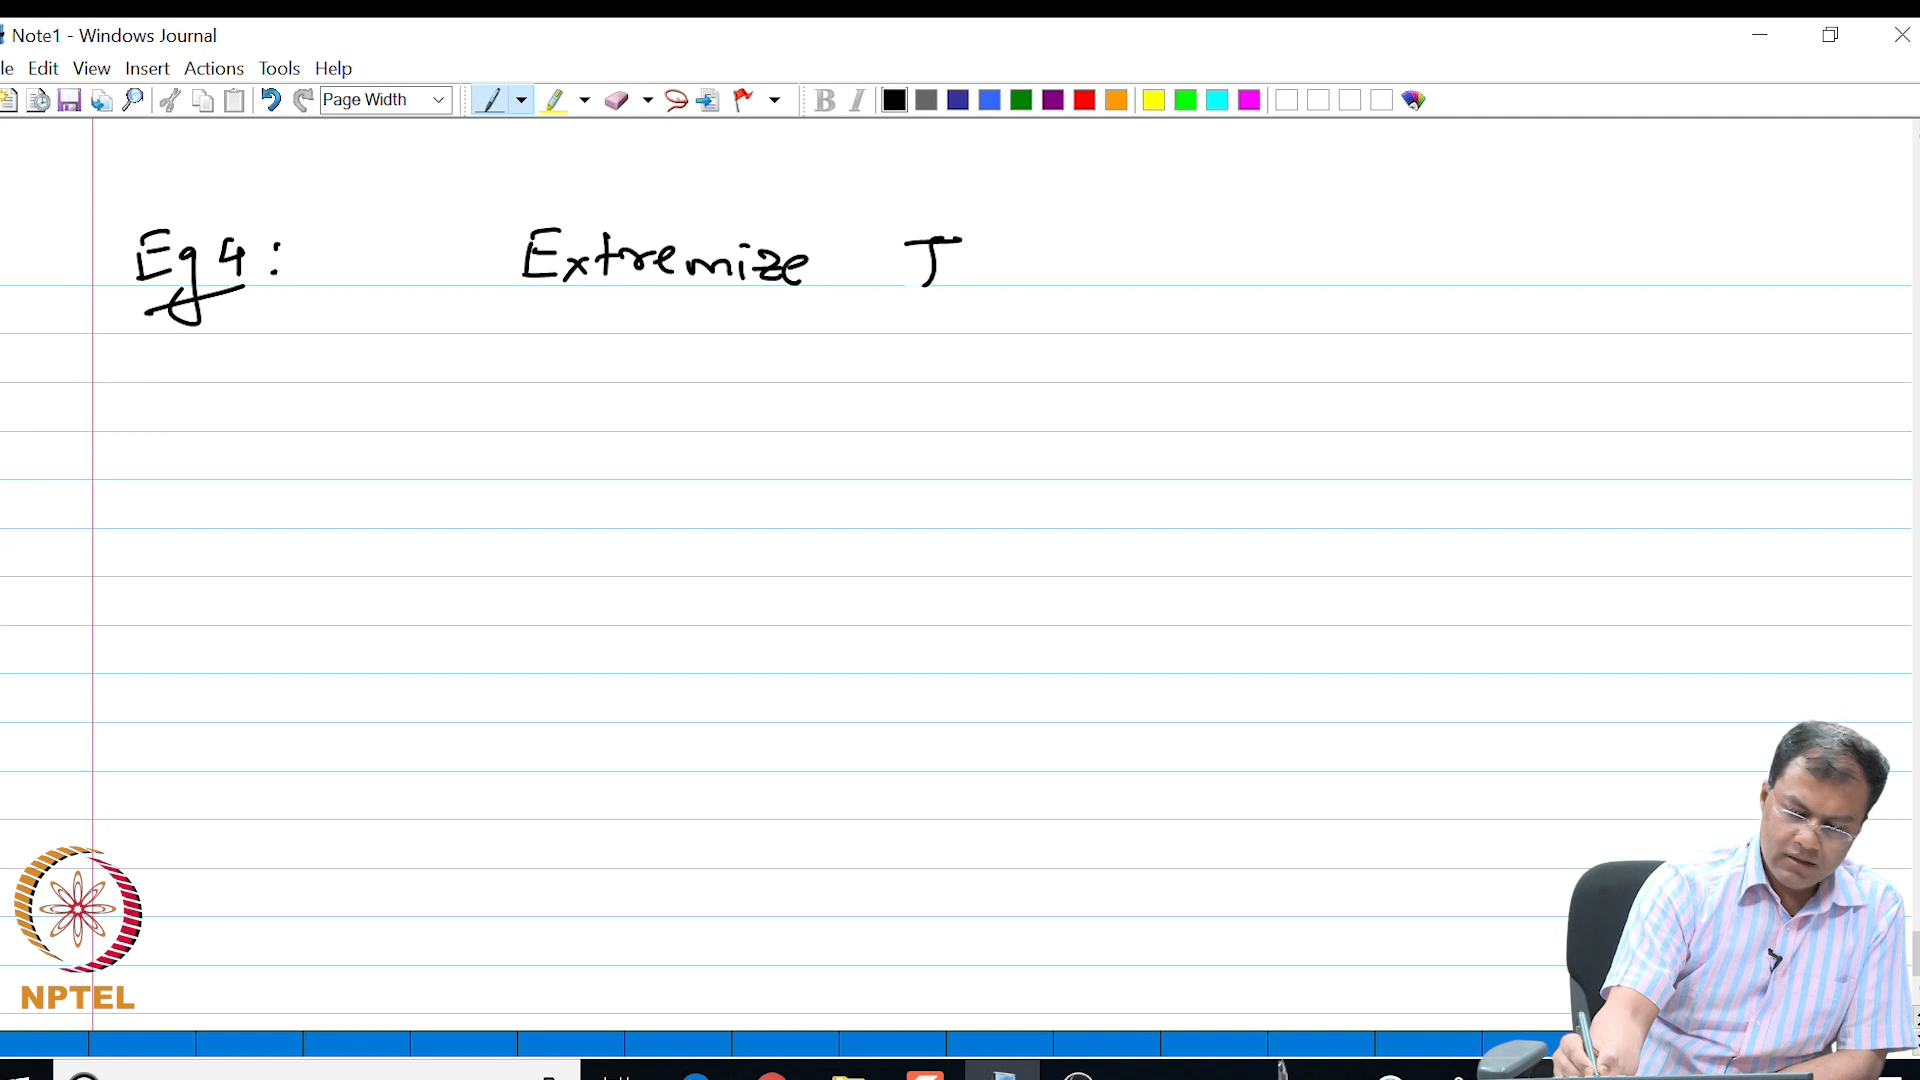 Note1 - Windows Journal
le Edit View Insert Actions Tools Help
Page Width B I
Eg 4 : Extremize J
NPTEL